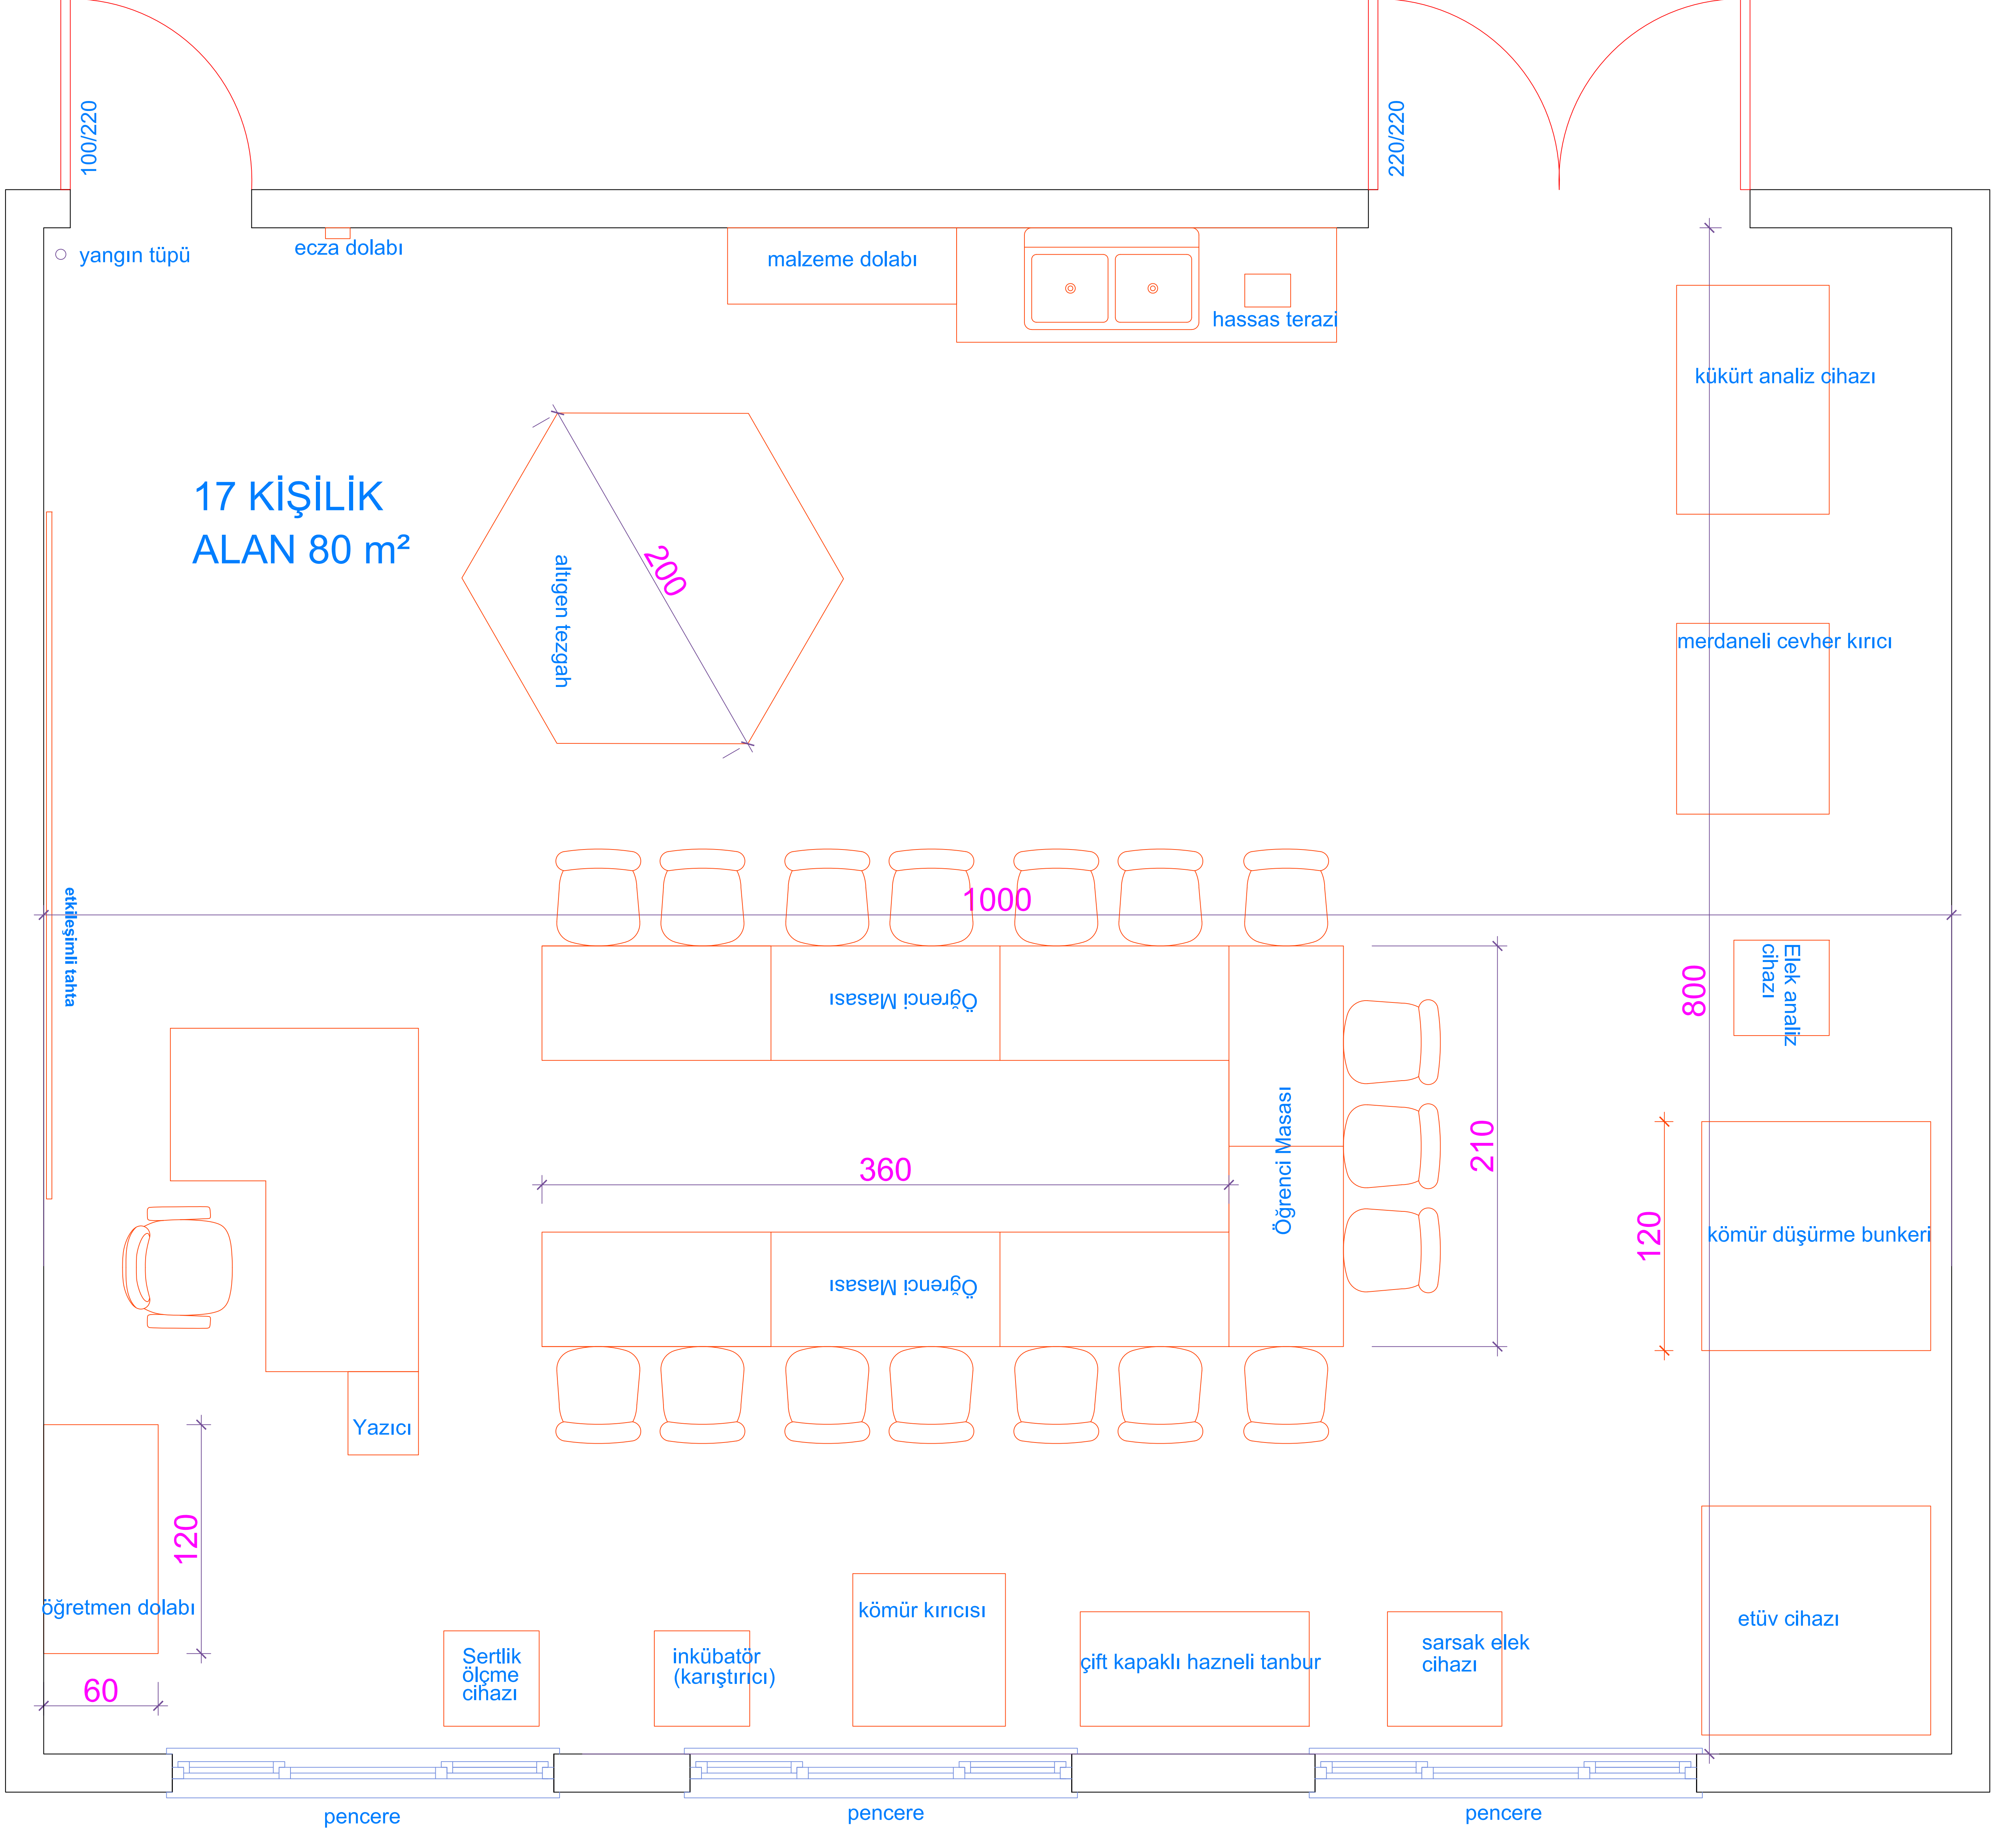 100/220
220/220
yangın tüpü
ecza dolabı
malzeme dolabı
hassas terazi
kükürt analiz cihazı
17 KİŞİLİK
ALAN 80 m²
altıgen tezgah
200
merdaneli cevher kırıcı
etkileşimli tahta
1000
Elek analiz
cihazı
800
Öğrenci Masası
Öğrenci Masası
210
360
120
kömür düşürme bunkeri
Öğrenci Masası
Yazıcı
120
öğretmen dolabı
60
Sertlik
ölçme
cihazı
inkübatör
(karıştırıcı)
kömür kırıcısı
çift kapaklı hazneli tanbur
sarsak elek
cihazı
etüv cihazı
pencere
pencere
pencere